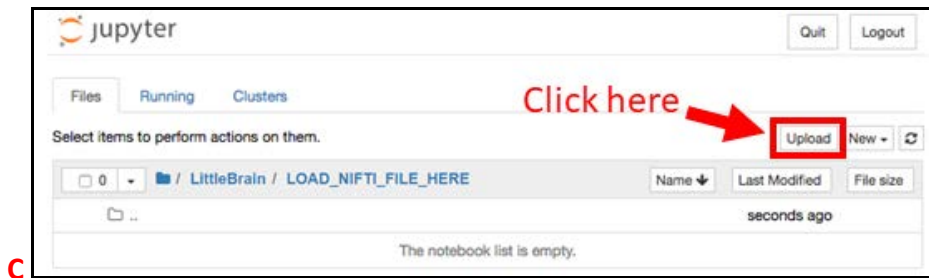 jupyter Quit Logout
Files Running Clusters Click here
Select items to perform actions on them. Upload New
0 / LittleBrain / LOAD_NIFTI_FILE_HERE Name Last Modified File size
.. seconds ago
The notebook list is empty.
C